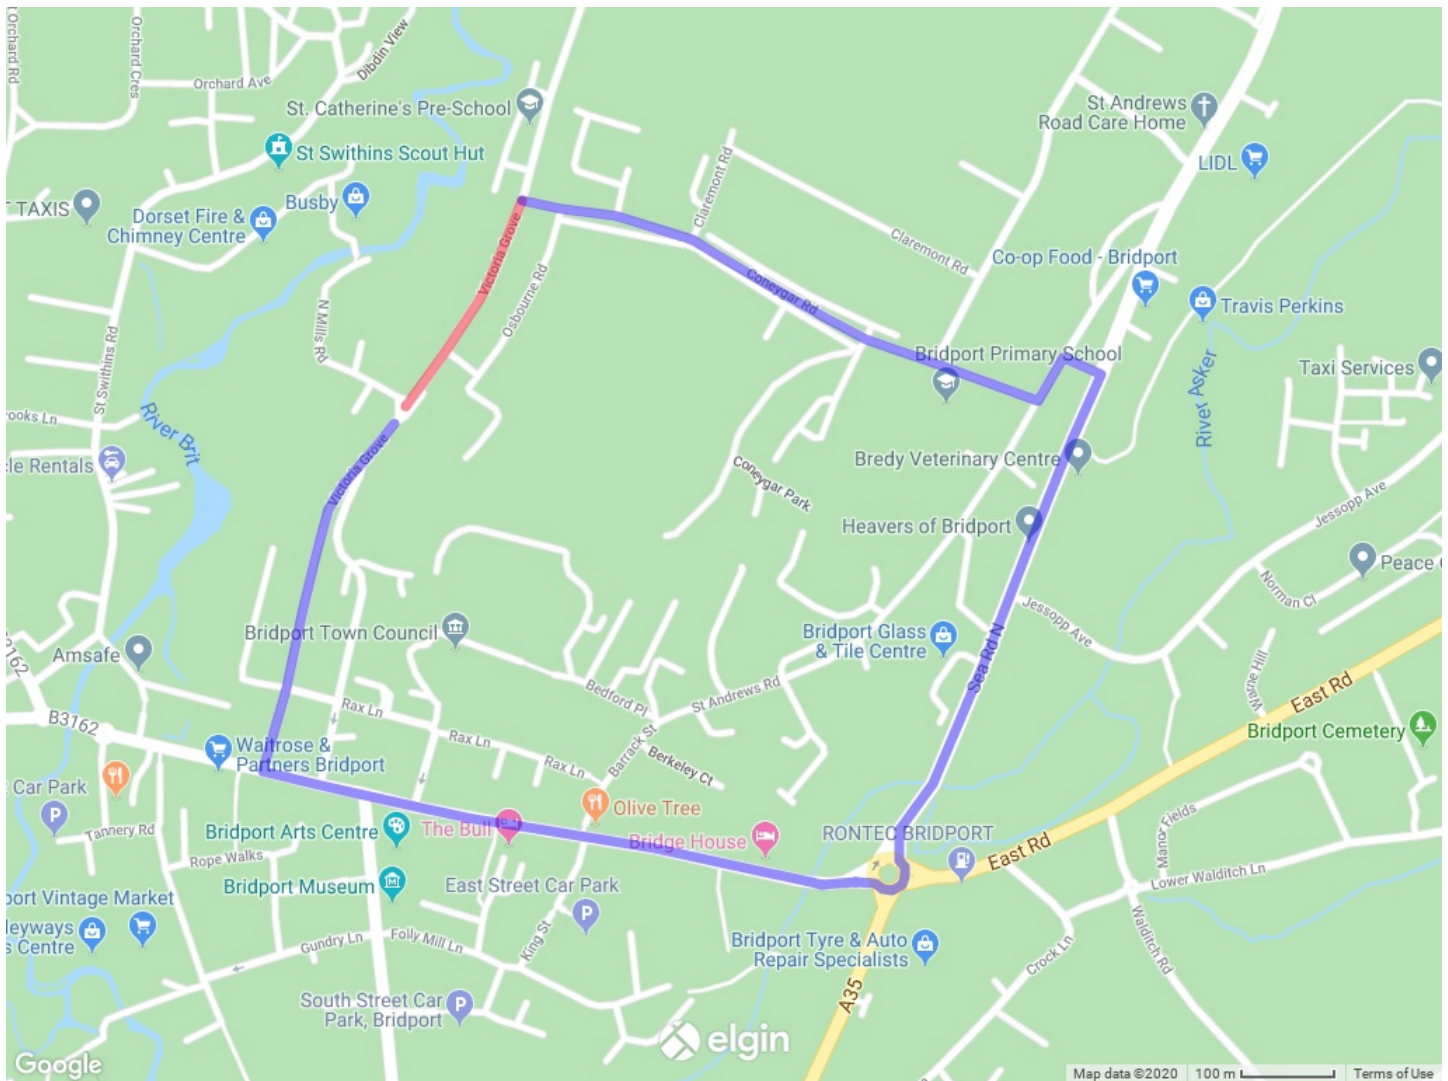 Orchard Rd
Orchard Cres
Dibdin View
Orchard Ave
St. Catherine's Pre-School
St Andrews
Road Care Home
St Swithins Scout Hut
Claremont Rd
LIDL
TAXIS
Busby
Dorset Fire &
Chimney Centre
Victoria Grove
Claremont Rd
Co-op Food - Bridport
Osbourne Rd
Coneygar Rd
Travis Perkins
N Mills Rd
St Swithins Rd
Bridport Primary School
River Asker
Taxi Services
ooks Ln
River Brit
Victoria Grove
cle Rentals
Coneygar Park
Bredy Veterinary Centre
Jessopp Ave
Heavers of Bridport
Peace
Norman Cl
Jessopp Ave
Bridport Town Council
Bridport Glass
& Tile Centre
Amsafe
3162
Sea Rd N
Warne Hill
Bedford Pl
St Andrews Rd
East Rd
Rax Ln
B3162
Rax Ln
Barrack St
Bridport Cemetery
Waitrose &
Partners Bridport
Rax Ln
Berkeley Ct
Car Park
P
Olive Tree
Tannery Rd
Bridport Arts Centre
The Bull
Bridge House
RONTEC BRIDPORT
Manor Fields
East Rd
Rope Walks
Bridport Museum
East Street Car Park
P
Lower Walditch Ln
port Vintage Market
leyways
s Centre
Gundry Ln
Folly Mill Ln
King St
Bridport Tyre & Auto
Repair Specialists
Crock Ln
Walditch Rd
South Street Car
Park, Bridport
P
A35
elgin
Google
Map data ©2020
100 m
Terms of Use